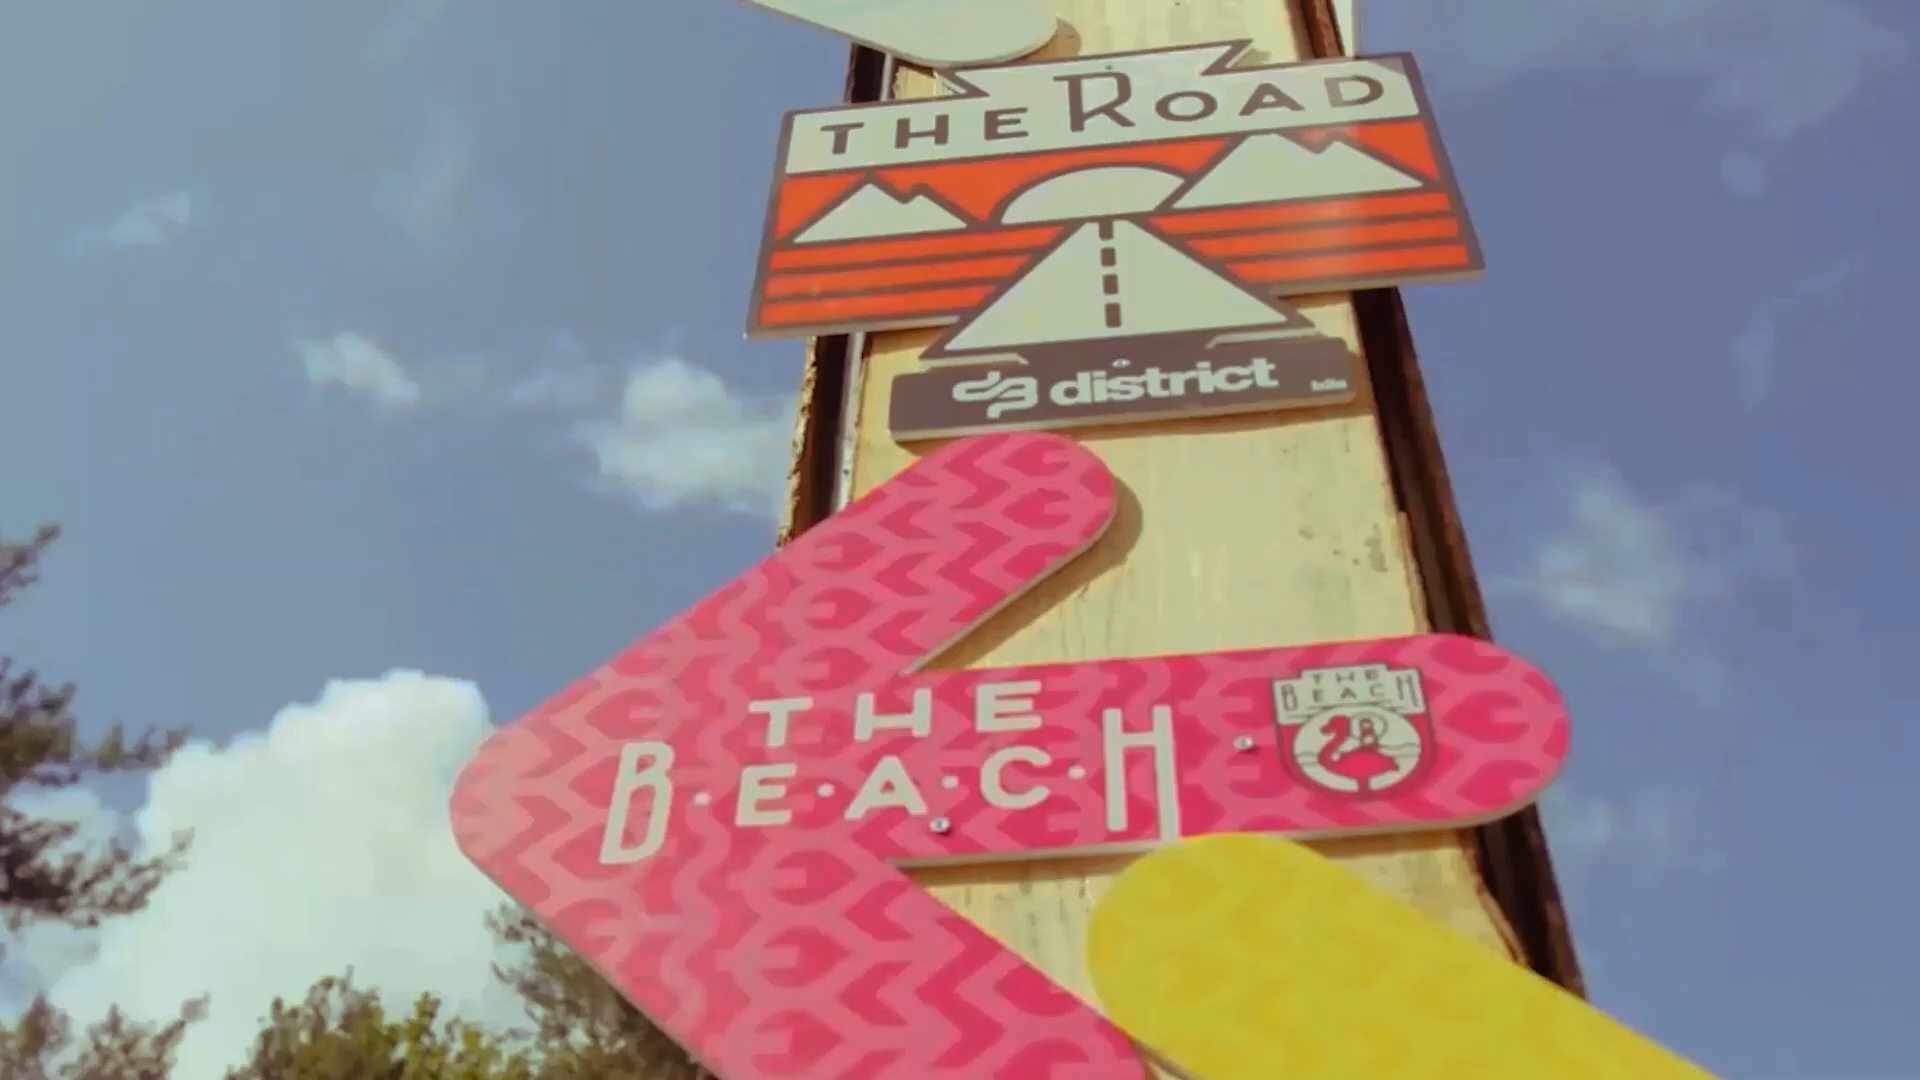 THE ROAD
district
THE
B·E·A·C·H
THE
BEACH